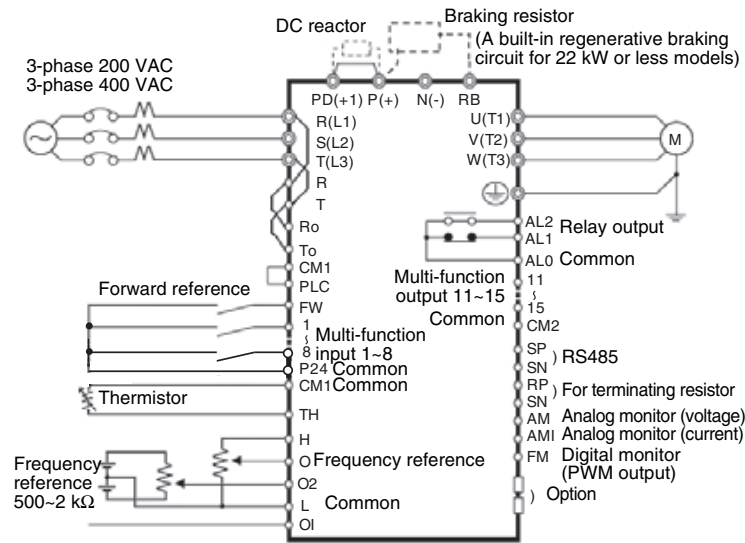 DC reactor
Braking resistor
(A built-in regenerative braking
circuit for 22 kW or less models)
3-phase 200 VAC
3-phase 400 VAC
PD(+1) P(+) N(-) RB
R(L1)
S(L2)
T(L3)
R
T
Ro
To
CM1
PLC
Forward reference
FW
1
~
8
Multi-function
input 1~8
P24 Common
CM1 Common
Thermistor
TH
H
O Frequency reference
O2
Frequency
reference
500~2 kΩ
L Common
OI
U(T1)
V(T2)
W(T3)
M
AL2
Relay output
AL1
AL0 Common
Multi-function
output 11~15
11
~
15
Common
CM2
SP
SN
) RS485
RP
SN
) For terminating resistor
AM Analog monitor (voltage)
AMI Analog monitor (current)
FM Digital monitor
(PWM output)
) Option